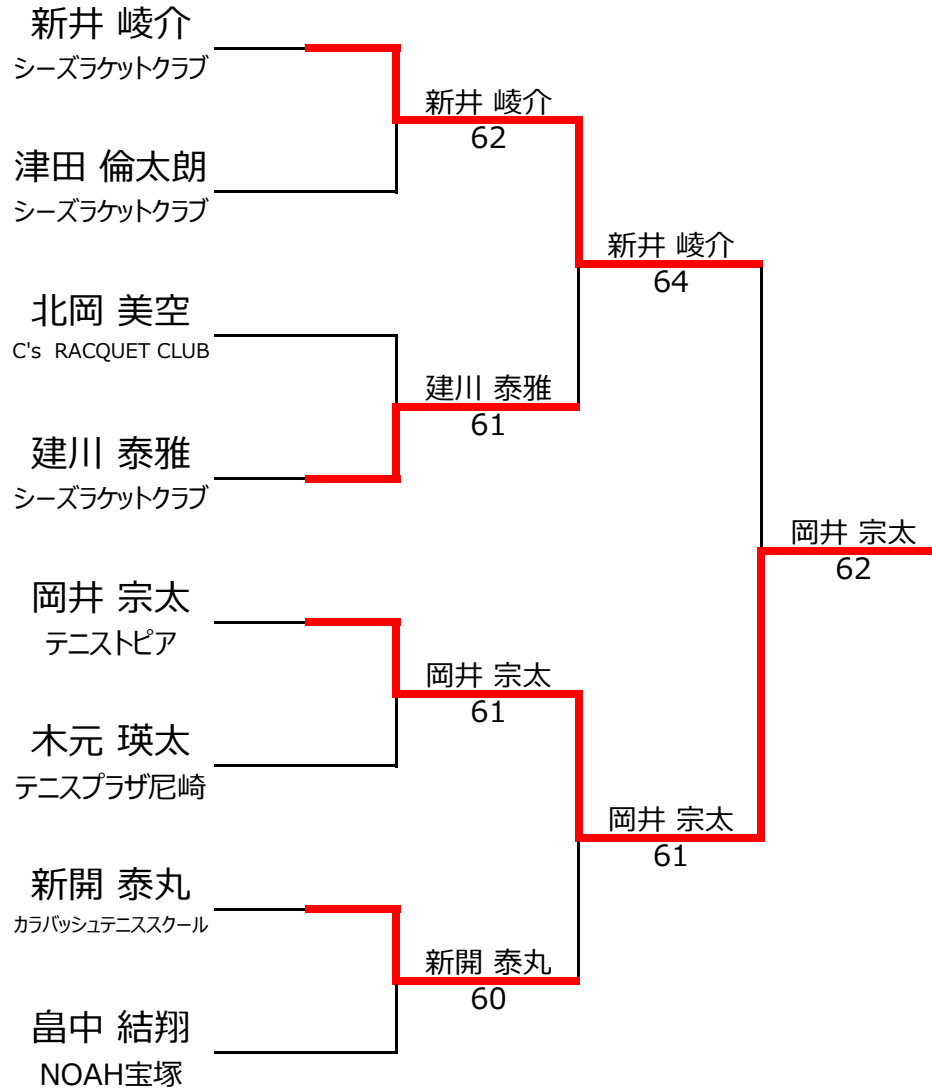 新井 崚介
シーズラケットクラブ
津田 倫太朗
シーズラケットクラブ
北岡 美空
C's RACQUET CLUB
建川 泰雅
シーズラケットクラブ
岡井 宗太
テニストピア
木元 瑛太
テニスプラザ尼崎
新開 泰丸
カラバッシュテニススクール
畠中 結翔
NOAH宝塚
新井 崚介
62
建川 泰雅
61
岡井 宗太
61
新開 泰丸
60
新井 崚介
64
岡井 宗太
61
岡井 宗太
62